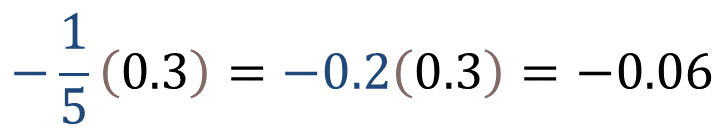 −1/5(0.3) = −0.2(0.3) = −0.06